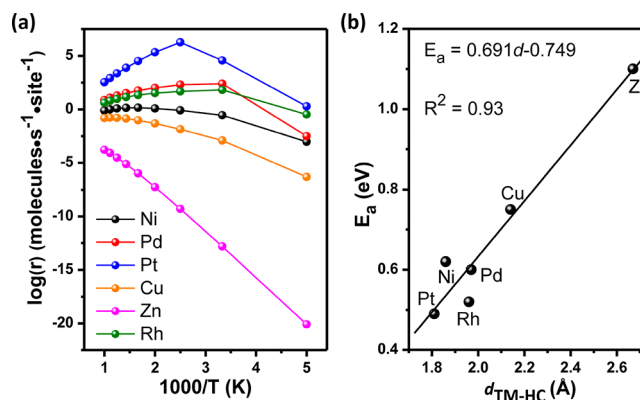 (a)
5
0
-5
-10
-15
-20
log(r) (molecules•s⁻¹•site⁻¹)
Ni
Pd
Pt
Cu
Zn
Rh
1 2 3 4 5
1000/T (K)
(b)
1.2
1.0
0.8
0.6
0.4
Eₐ (eV)
Eₐ = 0.691d-0.749
R² = 0.93
Z
Cu
Ni
Pd
Pt
Rh
1.8 2.0 2.2 2.4 2.6
d_TM-HC (Å)